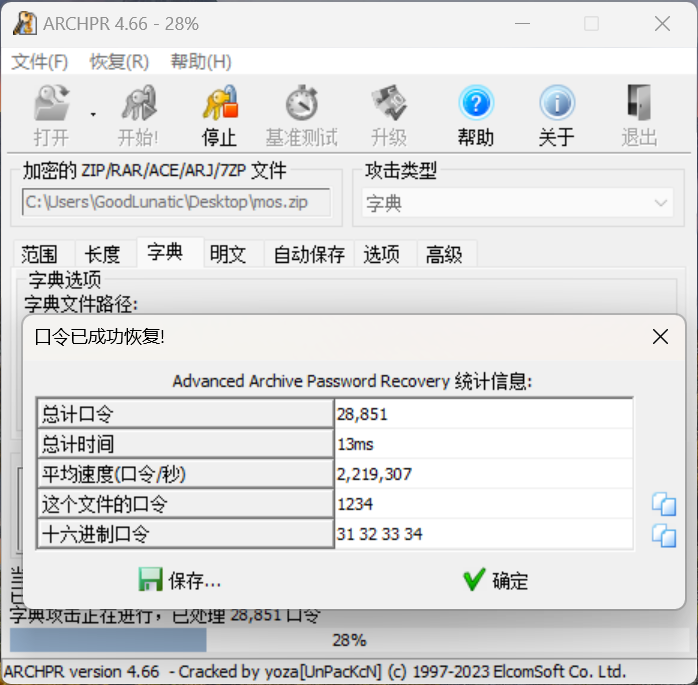 ARCHPR 4.66 - 28%
文件(F) 恢复(R) 帮助(H)
打开 开始! 停止 基准测试 升级 帮助 关于 退出
加密的 ZIP/RAR/ACE/ARJ/7ZP 文件 攻击类型
C:\Users\GoodLunatic\Desktop\mos.zip 字典
范围 长度 字典 明文 自动保存 选项 高级
字典选项
字典文件路径:
口令已成功恢复!
Advanced Archive Password Recovery 统计信息:
总计口令 28,851
总计时间 13ms
平均速度(口令/秒) 2,219,307
这个文件的口令 1234
十六进制口令 31 32 33 34
保存... 确定
字典攻击正在进行，已处理 28,851 口令
28%
ARCHPR version 4.66 - Cracked by yoza[UnPacKcN] (c) 1997-2023 ElcomSoft Co. Ltd.